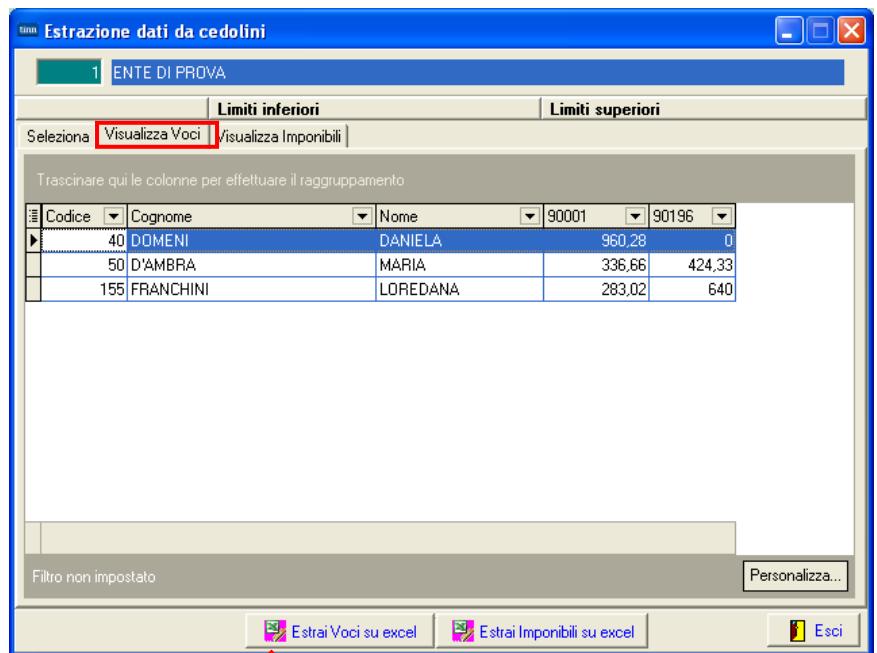 tinn Estrazione dati da cedolini
1 ENTE DI PROVA
Limiti inferiori Limiti superiori
Seleziona Visualizza Voci Visualizza Imponibili
Trascinare qui le colonne per effettuare il raggruppamento
Codice Cognome Nome 90001 90196
40 DOMENI DANIELA 960,28 0
50 D'AMBRA MARIA 336,66 424,33
155 FRANCHINI LOREDANA 283,02 640
Filtro non impostato Personalizza...
Estrai Voci su excel Estrai Imponibili su excel Esci